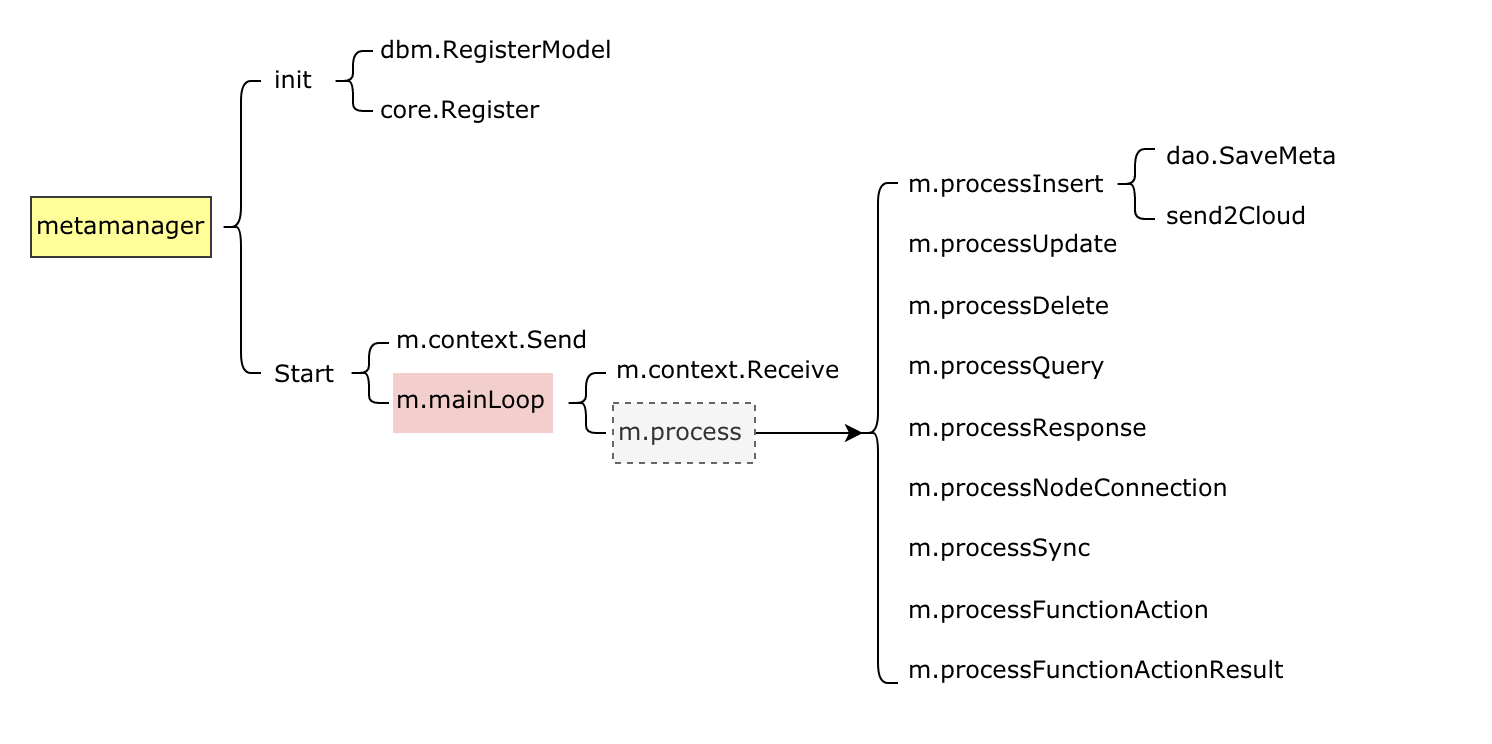 metamanager
init
dbm.RegisterModel
core.Register
Start
m.context.Send
m.mainLoop
m.context.Receive
m.process
m.processInsert
dao.SaveMeta
send2Cloud
m.processUpdate
m.processDelete
m.processQuery
m.processResponse
m.processNodeConnection
m.processSync
m.processFunctionAction
m.processFunctionActionResult